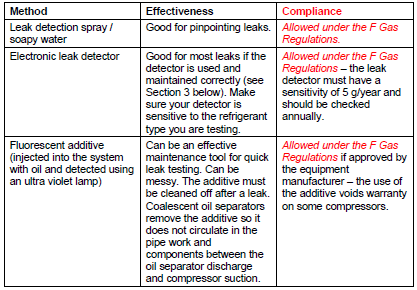 Method
Effectiveness
Compliance
Leak detection spray /
soapy water
Good for pinpointing leaks.
Allowed under the F Gas
Regulations.
Electronic leak detector
Good for most leaks if the
detector is used and
maintained correctly (see
Section 3 below). Make
sure your detector is
sensitive to the refrigerant
type you are testing.
Allowed under the F Gas
Regulations – the leak
detector must have a
sensitivity of 5 g/year and
should be checked
annually.
Fluorescent additive
(injected into the system
with oil and detected using
an ultra violet lamp)
Can be an effective
maintenance tool for quick
leak testing. Can be
messy. The additive must
be cleaned off after a leak.
Coalescent oil separators
remove the additive so it
does not circulate in the
pipe work and
components between the
oil separator discharge
and compressor suction.
Allowed under the F Gas
Regulations if approved by
the equipment
manufacturer – the use of
the additive voids warranty
on some compressors.